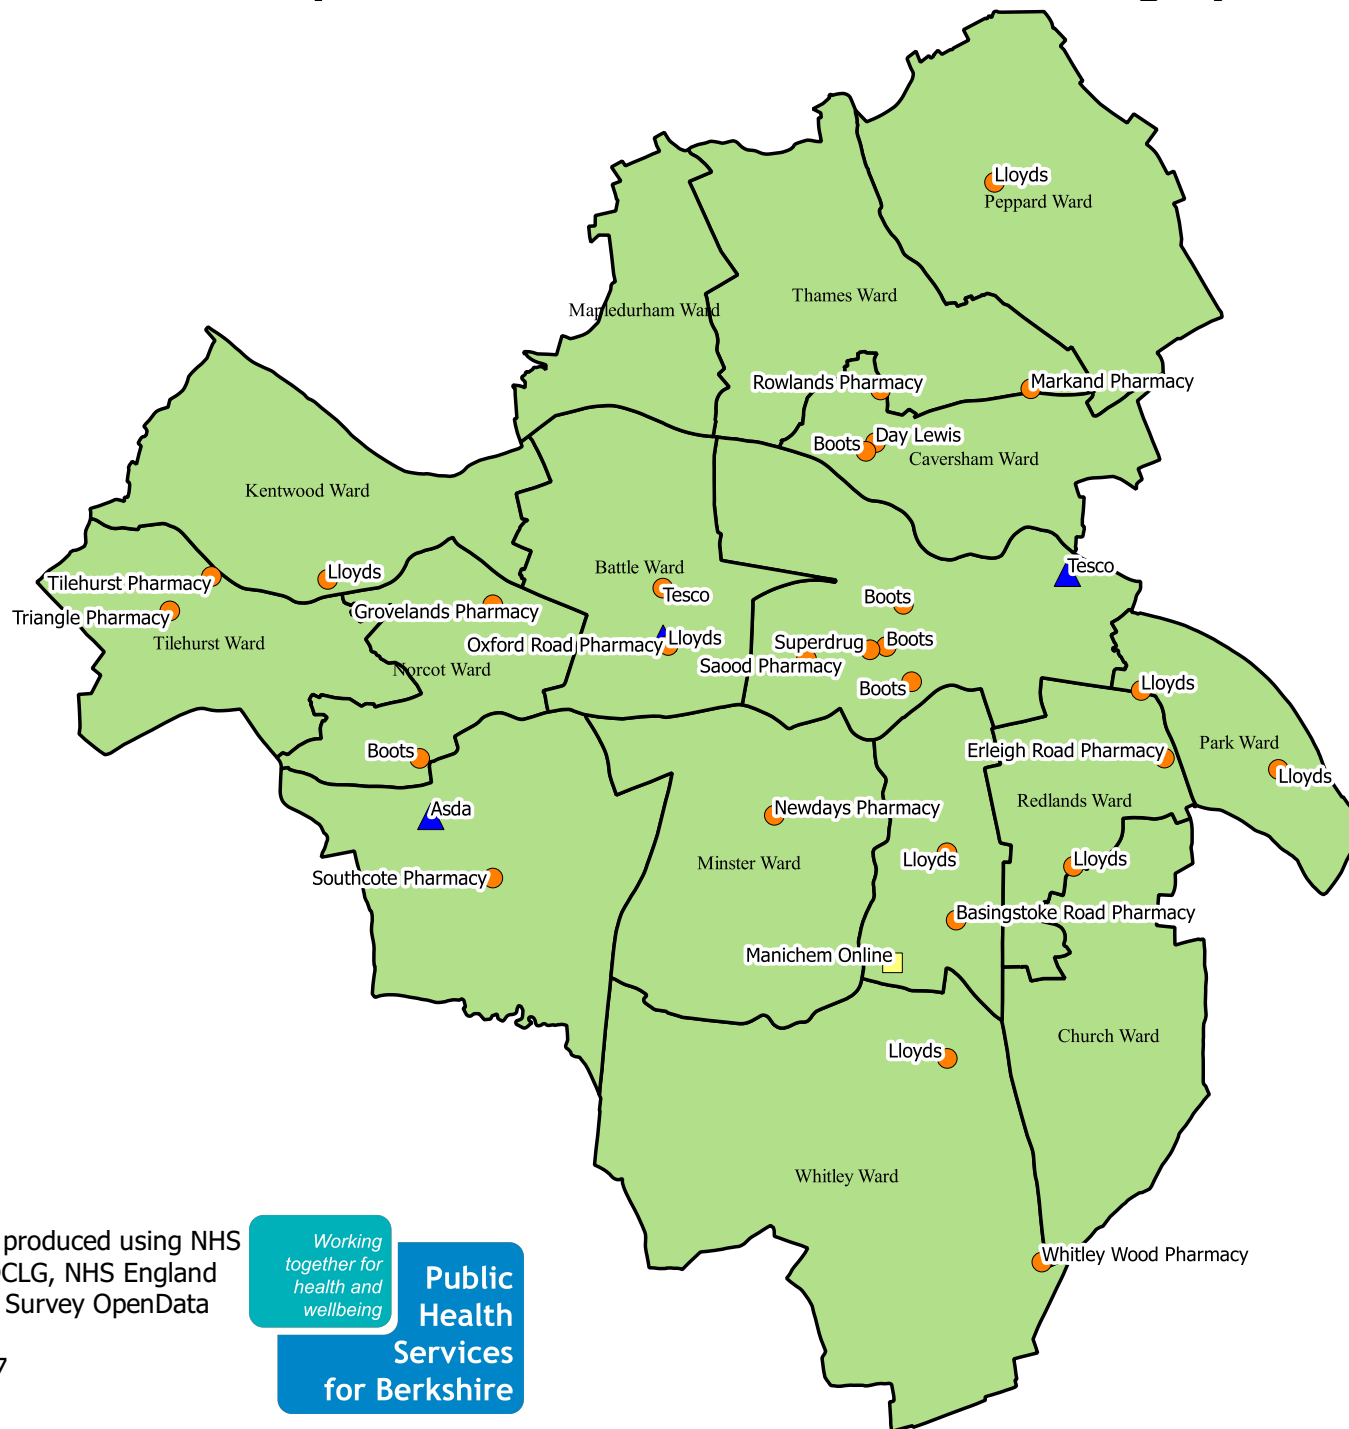 Lloyds
Peppard Ward
Thames Ward
Mapledurham Ward
Rowlands Pharmacy
Markand Pharmacy
Day Lewis
Boots
Caversham Ward
Kentwood Ward
Tesco
Battle Ward
Lloyds
Tilehurst Pharmacy
Tesco
Boots
Grovelands Pharmacy
Triangle Pharmacy
Tilehurst Ward
Lloyds
Oxford Road Pharmacy
Superdrug
Boots
Saood Pharmacy
Norcot Ward
Lloyds
Boots
Park Ward
Boots
Erleigh Road Pharmacy
Lloyds
Redlands Ward
Asda
Newdays Pharmacy
Minster Ward
Lloyds
Lloyds
Southcote Pharmacy
Basingstoke Road Pharmacy
Manichem Online
Church Ward
Lloyds
Whitley Ward
Whitley Wood Pharmacy
produced using NHS
CLG, NHS England
Survey OpenData
7
Working
together for
health and
wellbeing
Public
Health
Services
for Berkshire